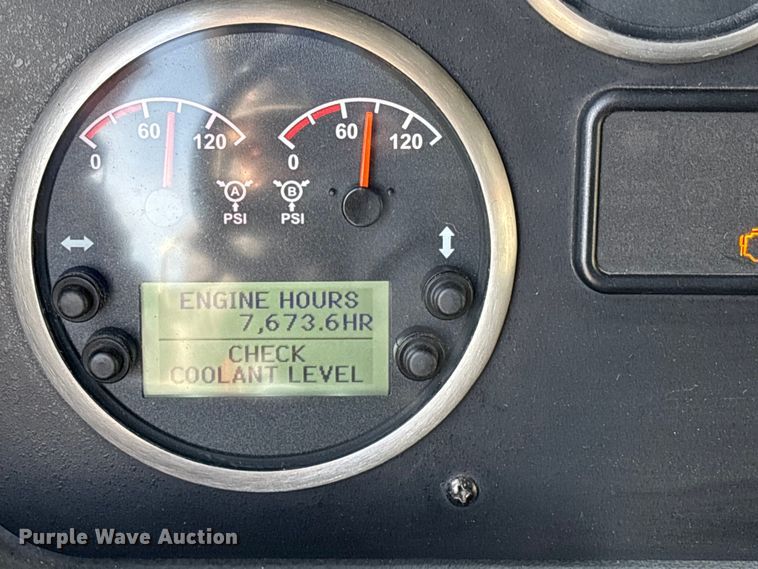 0 60 120
A
PSI
0 60 120
B
PSI
ENGINE HOURS
7,673.6HR
CHECK
COOLANT LEVEL
Purple Wave Auction